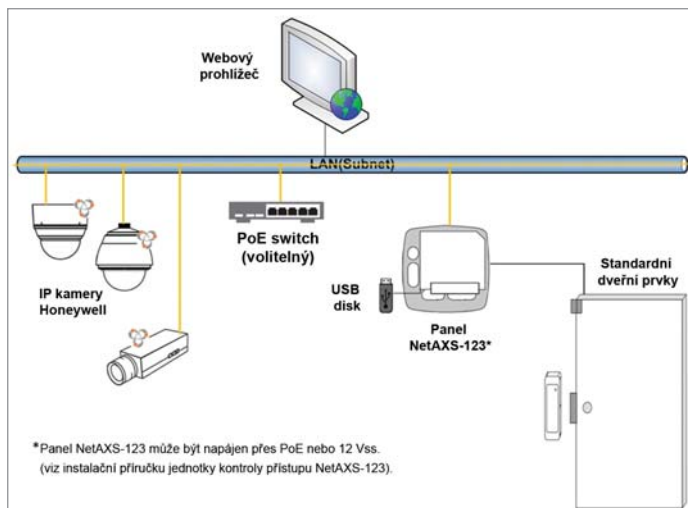 Webový
prohlížeč
LAN(Subnet)
PoE switch
(volitelný)
IP kamery
Honeywell
USB
disk
Panel
NetAXS-123*
Standardní
dveřní prvky
*Panel NetAXS-123 může být napájen přes PoE nebo 12 Vss.
(viz instalační příručku jednotky kontroly přístupu NetAXS-123).